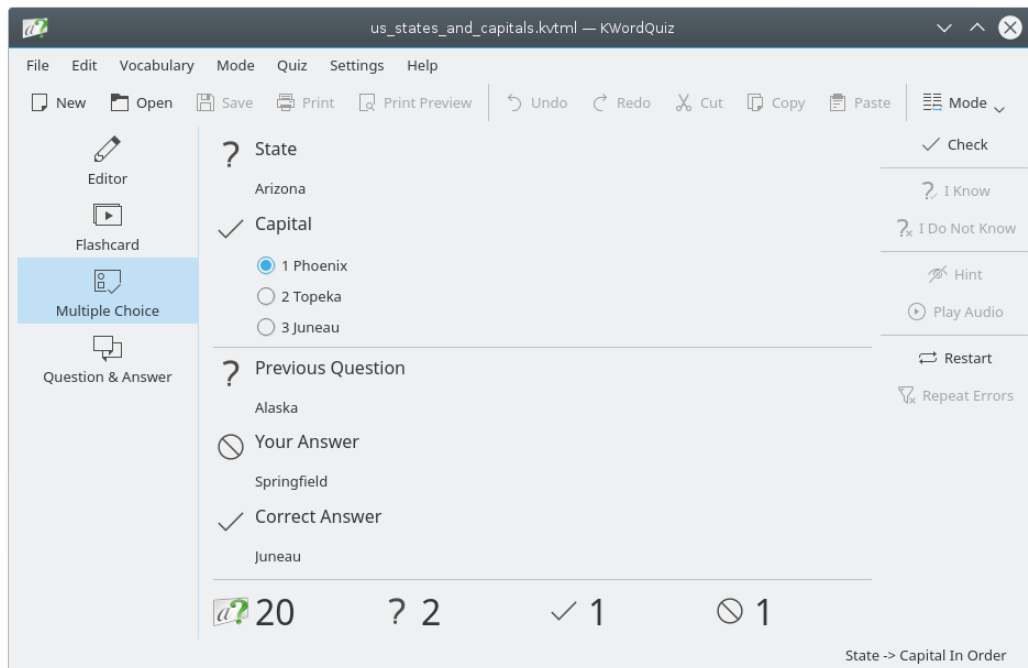 us_states_and_capitals.kvtml — KWordQuiz
File Edit Vocabulary Mode Quiz Settings Help
New Open Save Print Print Preview Undo Redo Cut Copy Paste Mode
Editor
Flashcard
Multiple Choice
Question & Answer
State
Arizona
Capital
1 Phoenix
2 Topeka
3 Juneau
Previous Question
Alaska
Your Answer
Springfield
Correct Answer
Juneau
a? 20 ? 2 1 1
Check
I Know
I Do Not Know
Hint
Play Audio
Restart
Repeat Errors
State -> Capital In Order